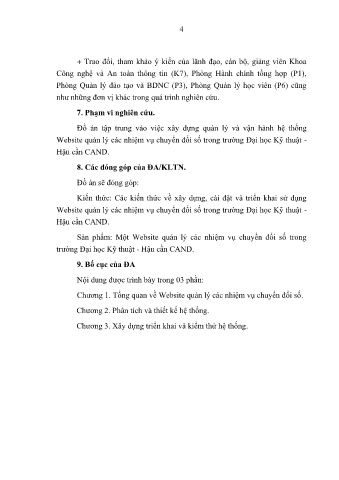 4
+ Trao đổi, tham khảo ý kiến của lãnh đạo, cán bộ, giảng viên Khoa
Công nghệ và An toàn thông tin (K7), Phòng Hành chính tổng hợp (P1),
Phòng Quản lý đào tạo và BDNC (P3), Phòng Quản lý học viên (P6) cũng
như những đơn vị khác trong quá trình nghiên cứu.
7. Phạm vi nghiên cứu.
Đồ án tập trung vào việc xây dựng quản lý và vận hành hệ thống
Website quản lý các nhiệm vụ chuyển đổi số trong trường Đại học Kỹ thuật -
Hậu cần CAND.
8. Các đóng góp của ĐA/KLTN.
Đồ án sẽ đóng góp:
Kiến thức: Các kiến thức về xây dựng, cài đặt và triển khai sử dụng
Website quản lý các nhiệm vụ chuyển đổi số trong trường Đại học Kỹ thuật -
Hậu cần CAND.
Sản phẩm: Một Website quản lý các nhiệm vụ chuyển đổi số trong
trường Đại học Kỹ thuật - Hậu cần CAND.
9. Bố cục của ĐA
Nội dung được trình bày trong 03 phần:
Chương 1. Tổng quan về Website quản lý các nhiệm vụ chuyển đổi số.
Chương 2. Phân tích và thiết kế hệ thống.
Chương 3. Xây dựng triển khai và kiểm thử hệ thống.